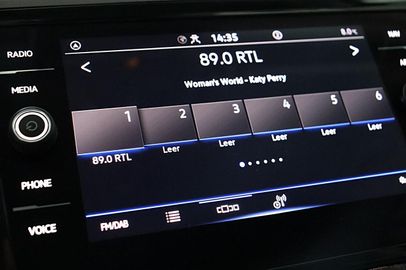 RADIO
14:35
8.0°C
NAV
89.0 RTL
MEDIA
Woman's World - Katy Perry
1 2 3 4 5 6
89.0 RTL Leer Leer Leer Leer Leer
PHONE
VOICE
FM/DAB